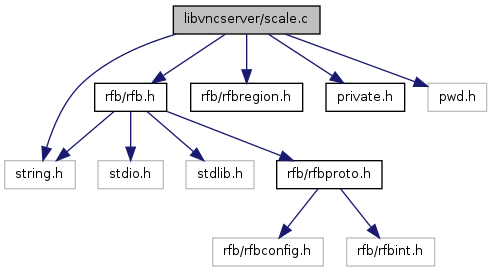 libvncserver/scale.c
rfb/rfb.h
rfb/rfbregion.h
private.h
pwd.h
string.h
stdio.h
stdlib.h
rfb/rfbproto.h
rfb/rfbconfig.h
rfb/rfbint.h